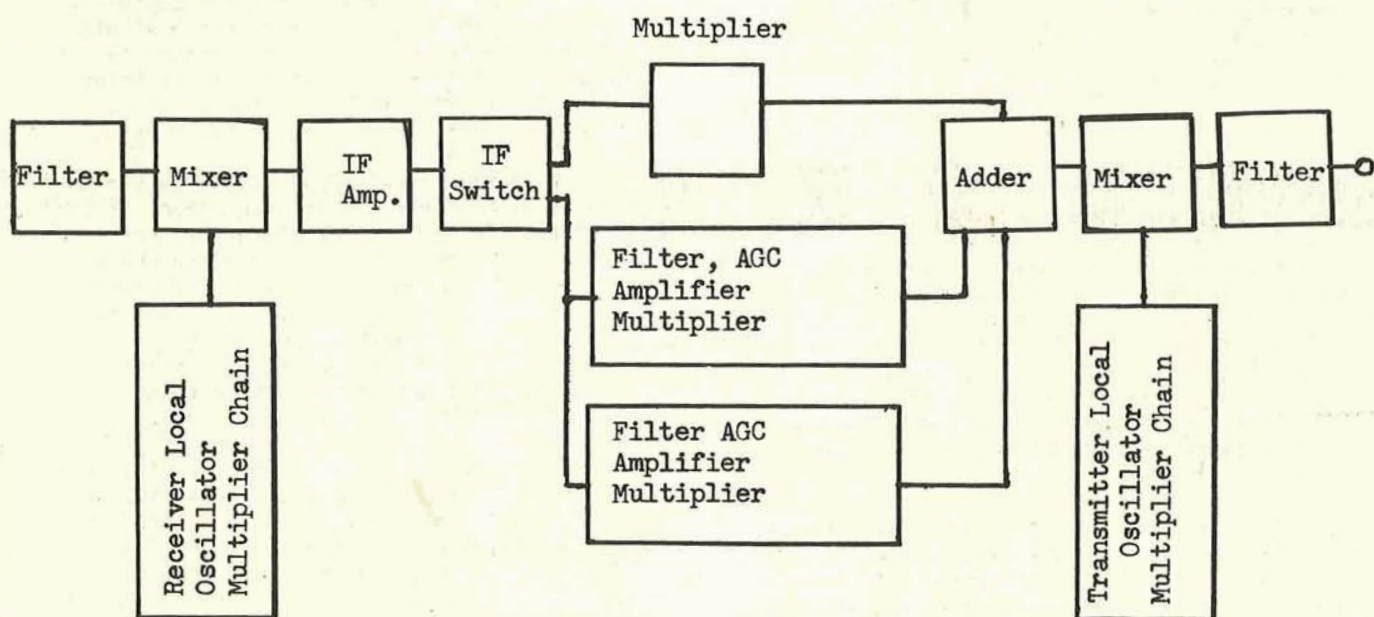 Multiplier
Filter
Mixer
IF
Amp.
IF
Switch
Adder
Mixer
Filter
Filter, AGC
Amplifier
Multiplier
Filter AGC
Amplifier
Multiplier
Receiver Local
Oscillator
Multiplier Chain
Transmitter Local
Oscillator
Multiplier Chain